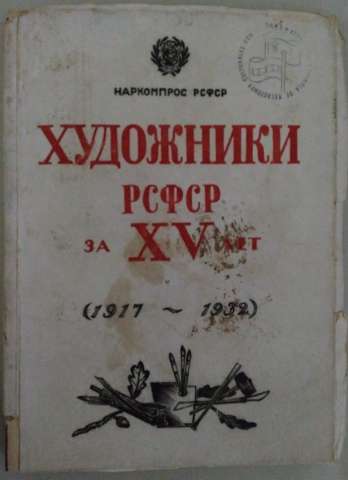 НАРКОМПРОС РСФСР
ХУДОЖНИКИ
РСФСР
ЗА XV ЛЕТ
(1917 ~ 1932)